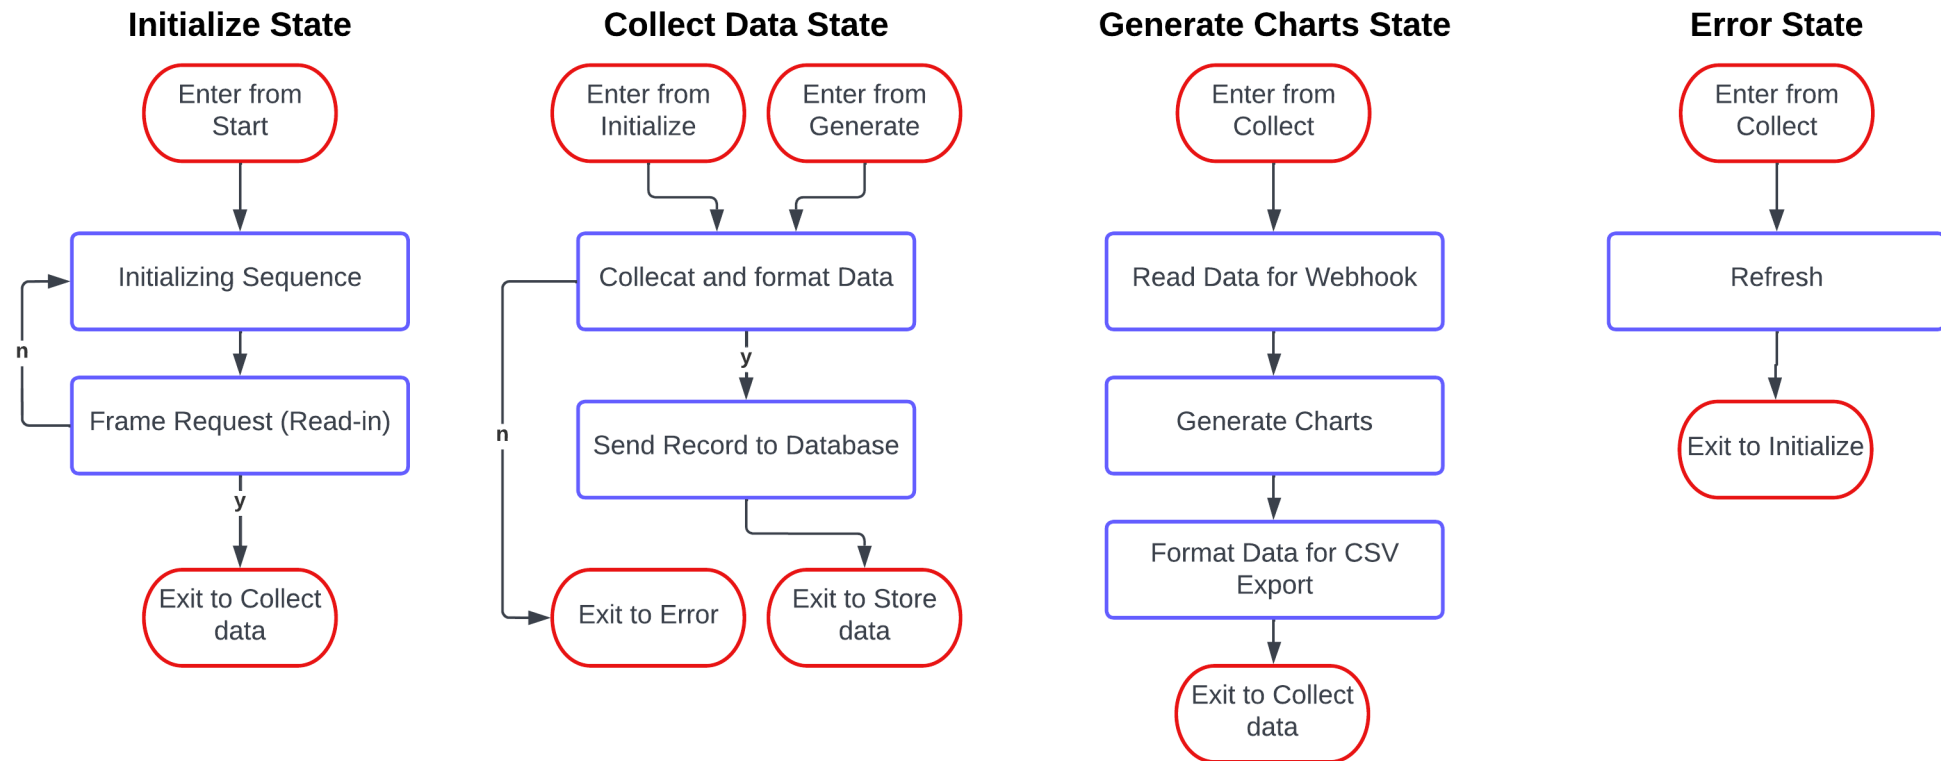 Initialize State
Enter from
Start
Initializing Sequence
n
Frame Request (Read-in)
y
Exit to Collect
data
Collect Data State
Enter from
Initialize
Enter from
Generate
Collecat and format Data
y
n
Send Record to Database
Exit to Error
Exit to Store
data
Generate Charts State
Enter from
Collect
Read Data for Webhook
Generate Charts
Format Data for CSV
Export
Exit to Collect
data
Error State
Enter from
Collect
Refresh
Exit to Initialize